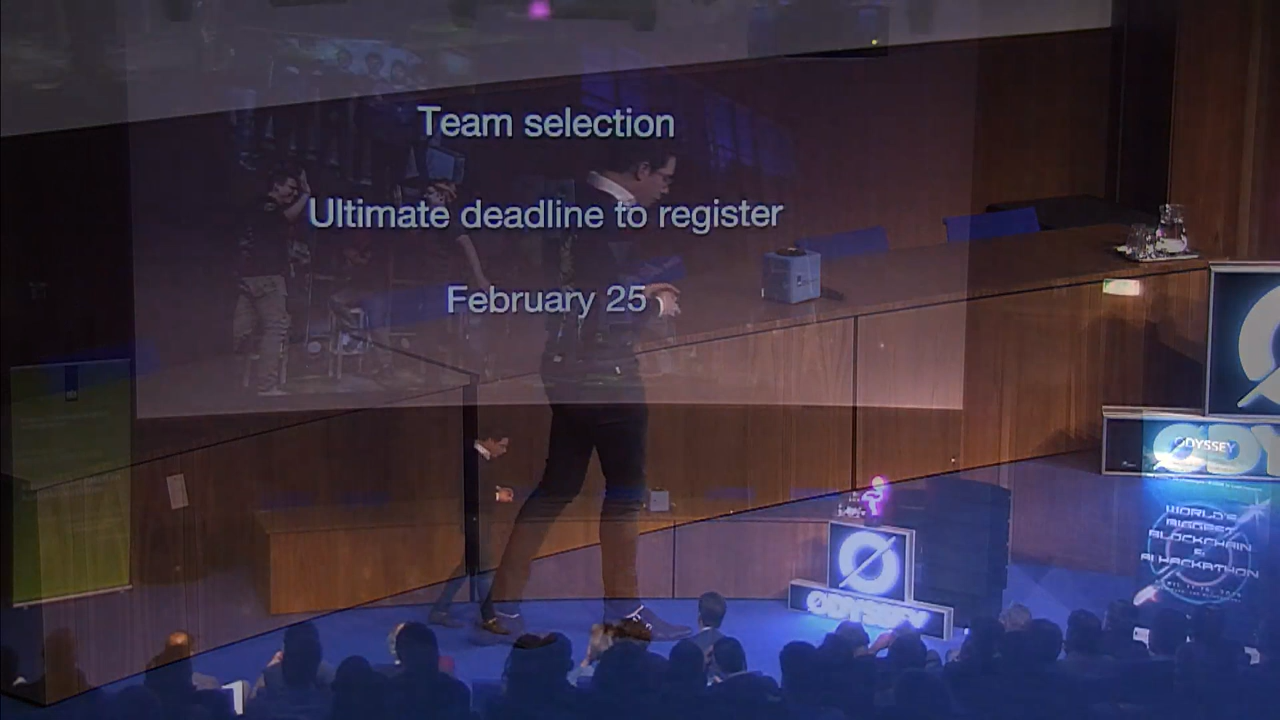 Team selection
Ultimate deadline to register
February 25
ODYSSEY
WORLD'S
BIGGEST
BLOCKCHAIN
&
AI HACKATHON
ODYSSEY